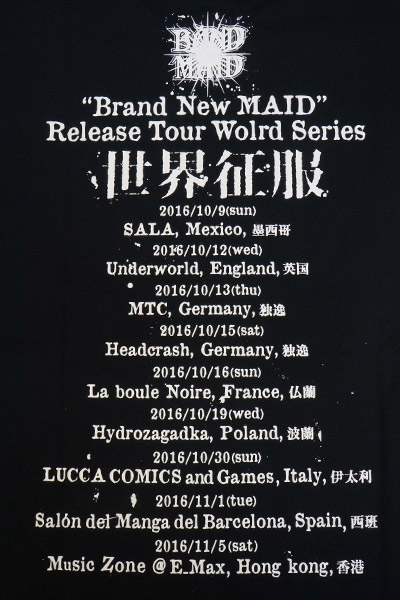 BAND
MAID
“Brand New MAID”
Release Tour Wolrd Series
世界征服
2016/10/9(sun)
SALA, Mexico, 墨西哥
2016/10/12(wed)
Underworld, England, 英国
2016/10/13(thu)
MTC, Germany, 独逸
2016/10/15(sat)
Headcrash, Germany, 独逸
2016/10/16(sun)
La boule Noire, France, 仏蘭
2016/10/19(wed)
Hydrozagadka, Poland, 波蘭
2016/10/30(sun)
LUCCA COMICS and Games, Italy, 伊太利
2016/11/1(tue)
Salón del Manga del Barcelona, Spain, 西班
2016/11/5(sat)
Music Zone @ E-Max, Hong kong, 香港